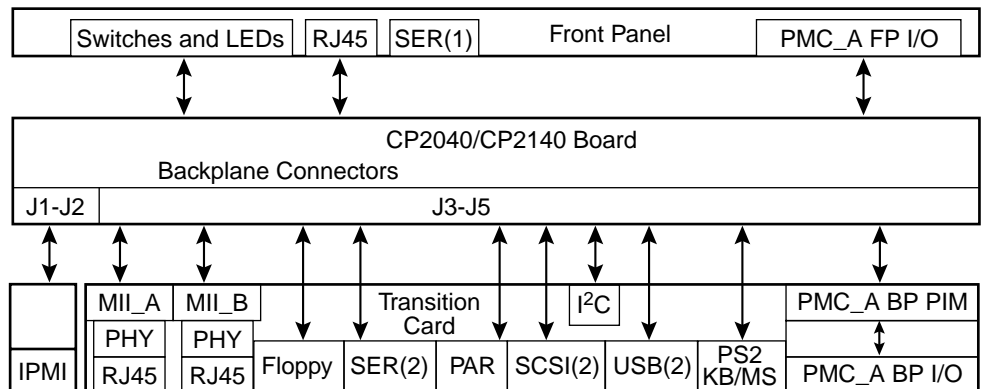 Switches and LEDs RJ45 SER(1) Front Panel PMC_A FP I/O
CP2040/CP2140 Board
Backplane Connectors
J1-J2 J3-J5
MII_A MII_B Transition Card I²C PMC_A BP PIM
PHY PHY
IPMI RJ45 RJ45 Floppy SER(2) PAR SCSI(2) USB(2) PS2 KB/MS PMC_A BP I/O